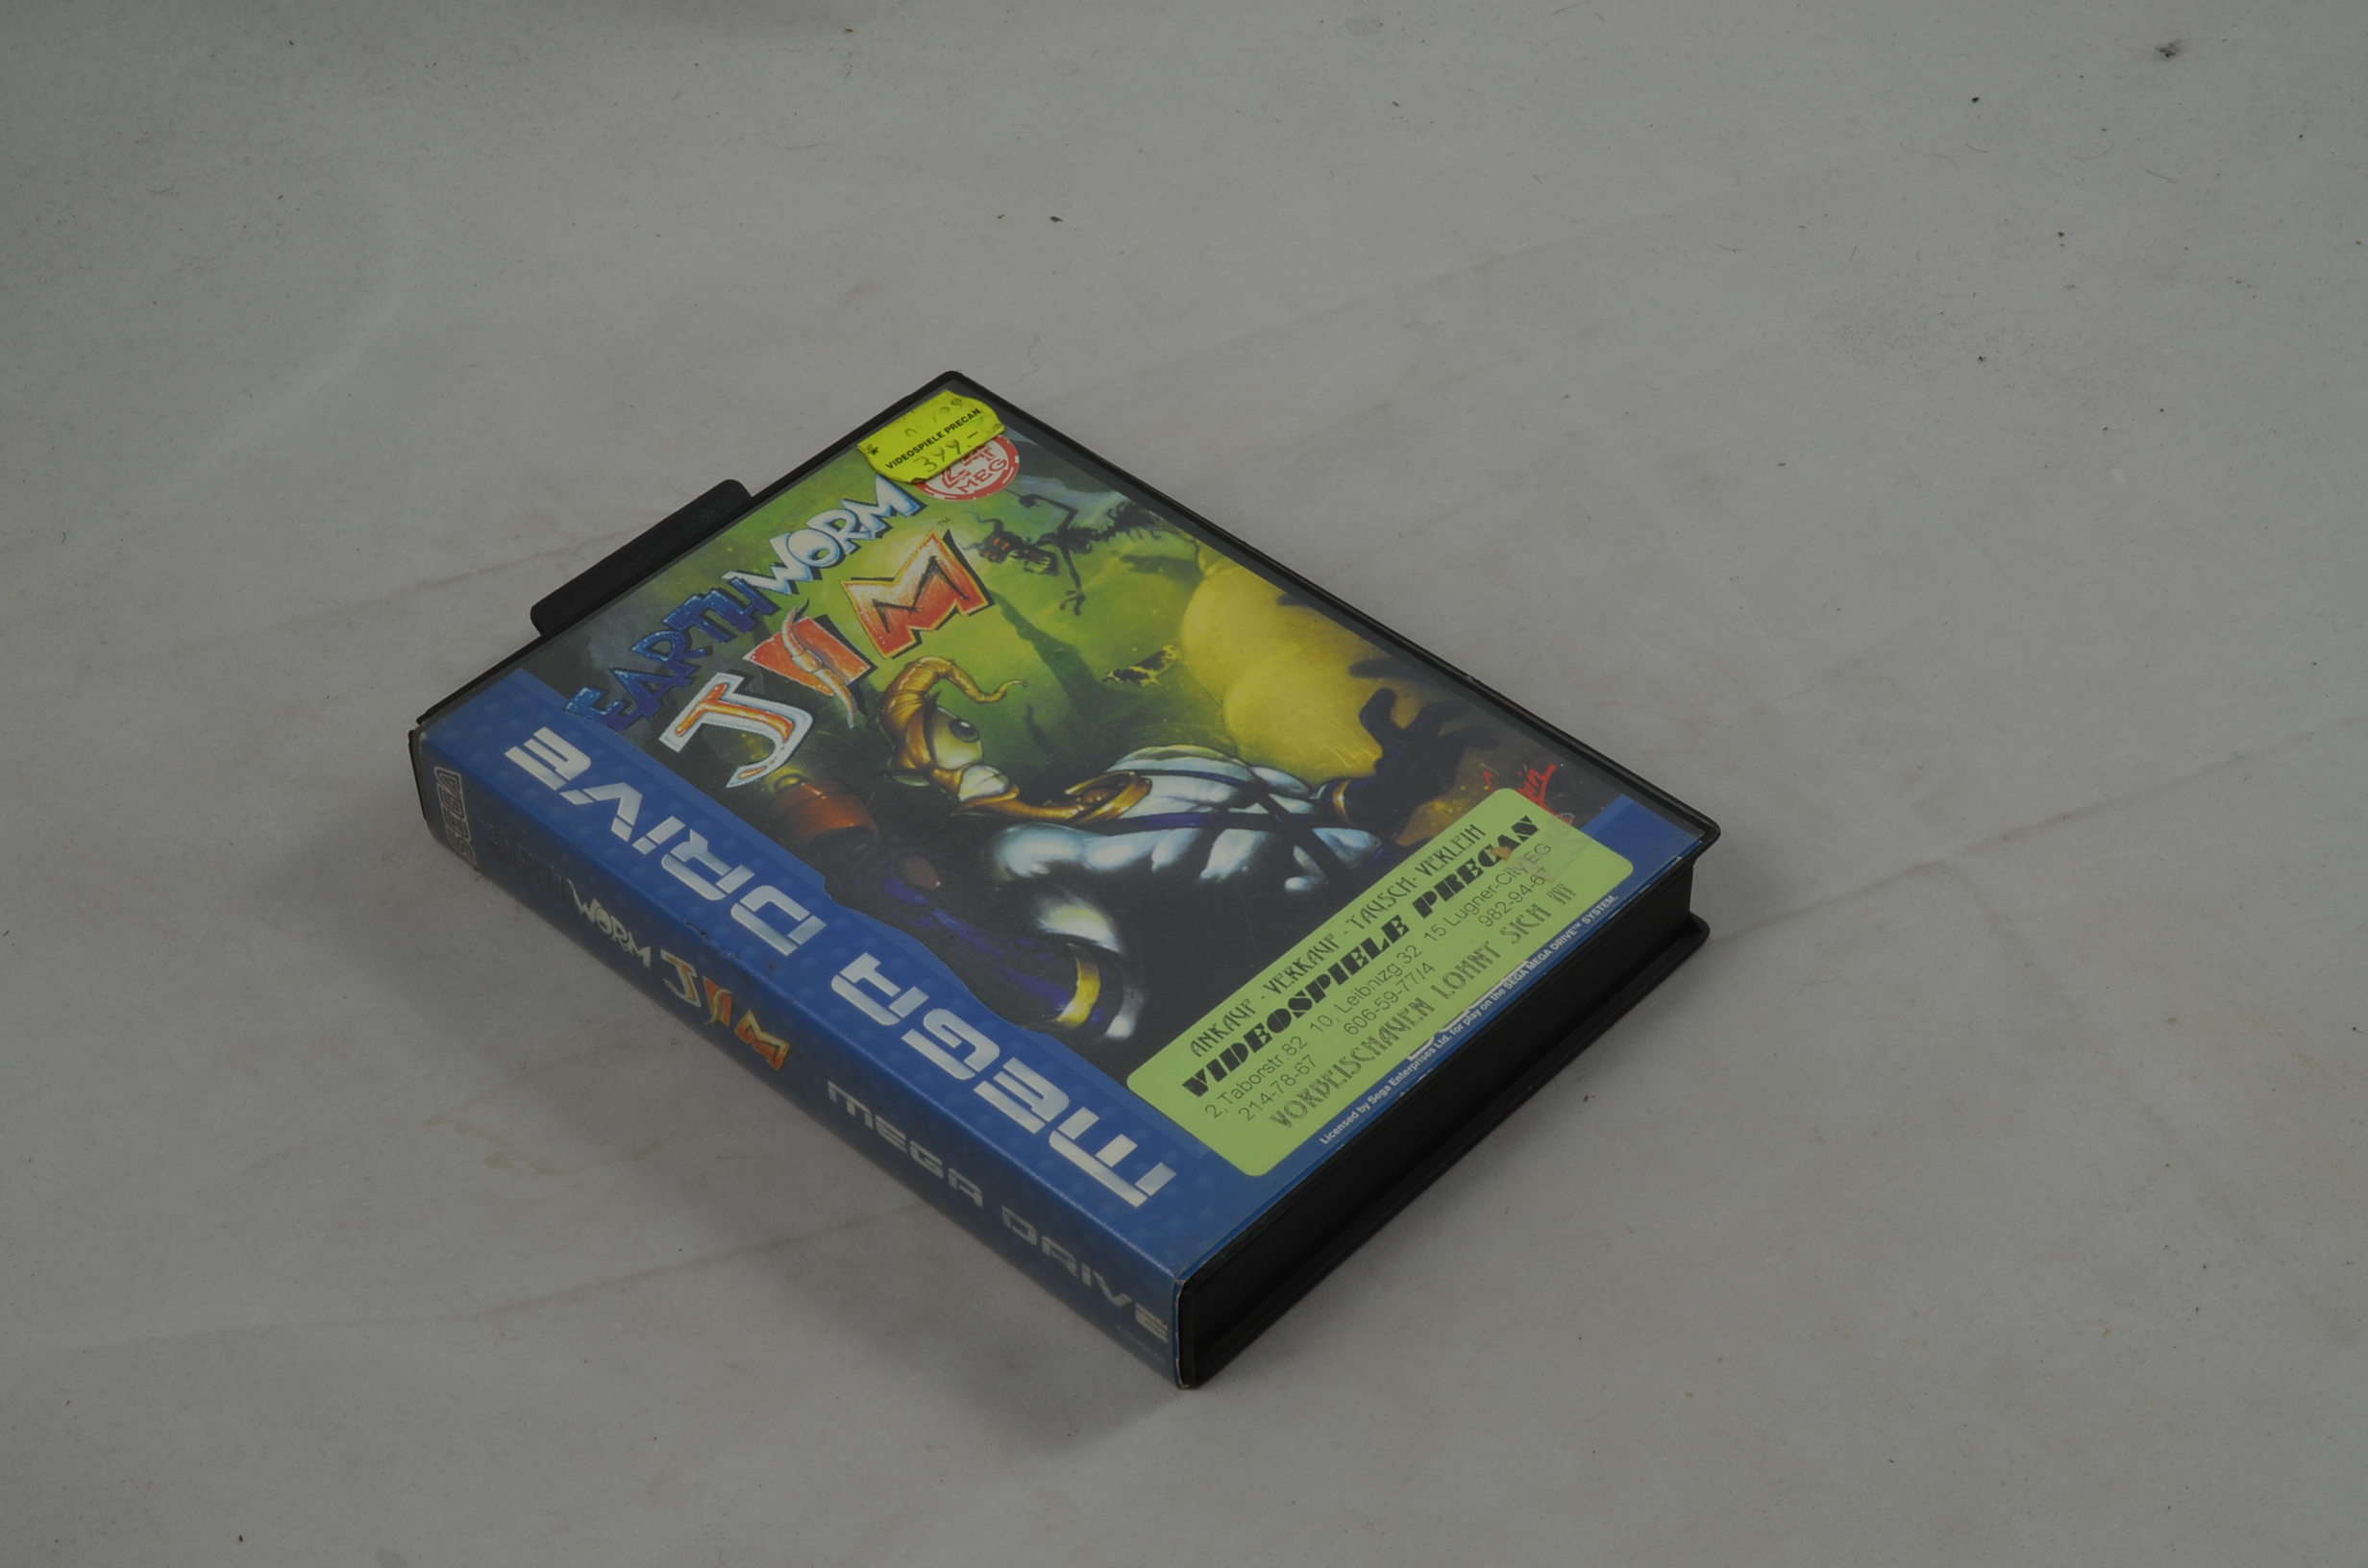 VIDEOSPIELE PRECAN
399.-
24
MEG
EARTHWORM
JIM
TM
MEGA DRIVE
ANKAUF - VERKAUF - TAUSCH - VERLEIH
VIDEOSPIELE PRECAN
2, Taborstr. 82 10, Leibnizg 32 15 Lugner-City/EG
214-78-67 606-59-77/4 982-94-67
VORBEISCHAUEN LOHNT SICH !!!
Licensed by Sega Enterprises Ltd. for play on the SEGA MEGA DRIVE™ SYSTEM.
SEGA
WORM JIM
MEGA DRIVE